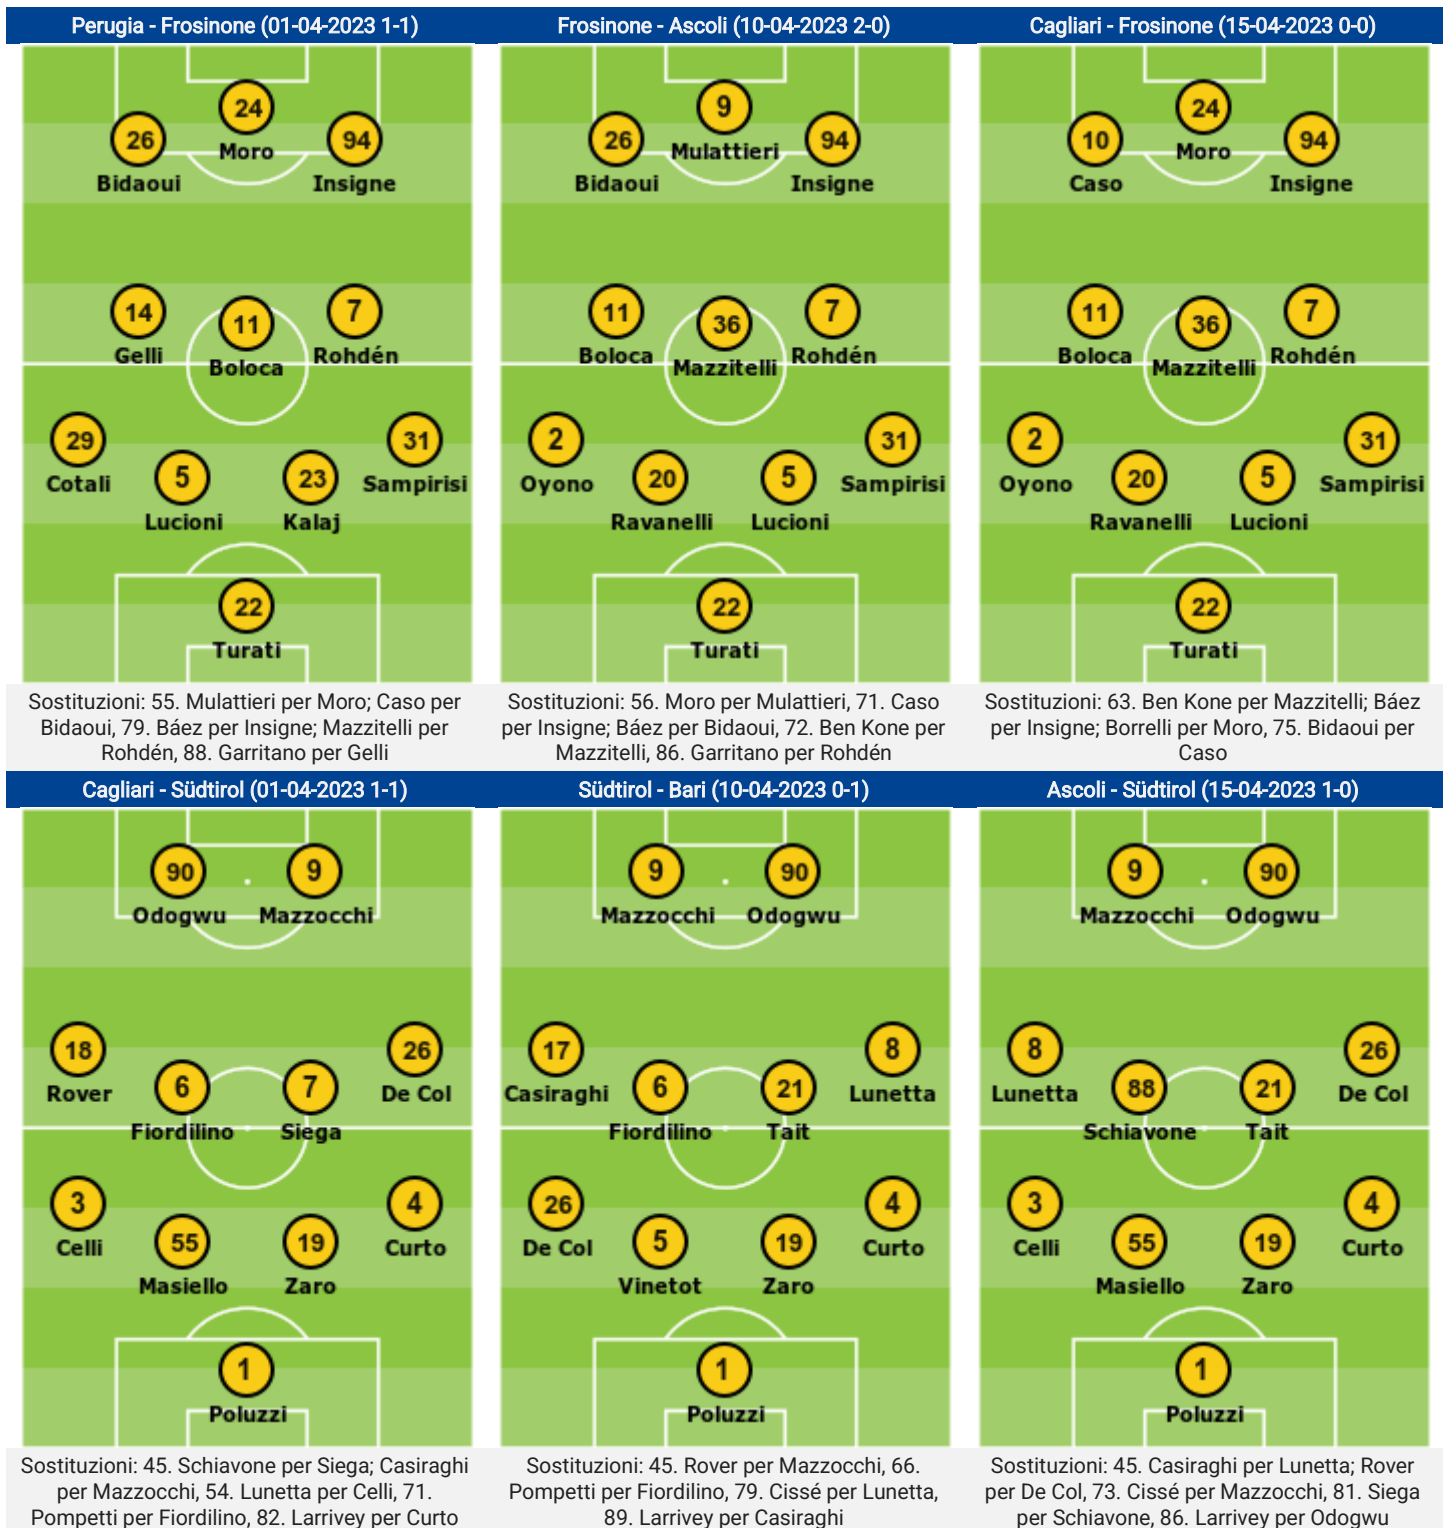 Perugia - Frosinone (01-04-2023 1-1)
24
Moro
26
Bidaoui
94
Insigne
14
Gelli
11
Boloca
7
Rohdén
29
Cotali
5
Lucioni
23
Kalaj
31
Sampirisi
22
Turati
Sostituzioni: 55. Mulattieri per Moro; Caso per
Bidaoui, 79. Báez per Insigne; Mazzitelli per
Rohdén, 88. Garritano per Gelli
Frosinone - Ascoli (10-04-2023 2-0)
9
Mulattieri
26
Bidaoui
94
Insigne
11
Boloca
36
Mazzitelli
7
Rohdén
2
Oyono
20
Ravanelli
5
Lucioni
31
Sampirisi
22
Turati
Sostituzioni: 56. Moro per Mulattieri, 71. Caso
per Insigne; Báez per Bidaoui, 72. Ben Kone per
Mazzitelli, 86. Garritano per Rohdén
Cagliari - Frosinone (15-04-2023 0-0)
24
Moro
10
Caso
94
Insigne
11
Boloca
36
Mazzitelli
7
Rohdén
2
Oyono
20
Ravanelli
5
Lucioni
31
Sampirisi
22
Turati
Sostituzioni: 63. Ben Kone per Mazzitelli; Báez
per Insigne; Borrelli per Moro, 75. Bidaoui per
Caso
Cagliari - Südtirol (01-04-2023 1-1)
90
Odogwu
9
Mazzocchi
18
Rover
6
Fiordilino
7
Siega
26
De Col
3
Celli
55
Masiello
19
Zaro
4
Curto
1
Poluzzi
Sostituzioni: 45. Schiavone per Siega; Casiraghi
per Mazzocchi, 54. Lunetta per Celli, 71.
Pompetti per Fiordilino, 82. Larrivey per Curto
Südtirol - Bari (10-04-2023 0-1)
9
Mazzocchi
90
Odogwu
17
Casiraghi
6
Fiordilino
21
Tait
8
Lunetta
26
De Col
5
Vinetot
19
Zaro
4
Curto
1
Poluzzi
Sostituzioni: 45. Rover per Mazzocchi, 66.
Pompetti per Fiordilino, 79. Cissé per Lunetta,
89. Larrivey per Casiraghi
Ascoli - Südtirol (15-04-2023 1-0)
9
Mazzocchi
90
Odogwu
8
Lunetta
88
Schiavone
21
Tait
26
De Col
3
Celli
55
Masiello
19
Zaro
4
Curto
1
Poluzzi
Sostituzioni: 45. Casiraghi per Lunetta; Rover
per De Col, 73. Cissé per Mazzocchi, 81. Siega
per Schiavone, 86. Larrivey per Odogwu